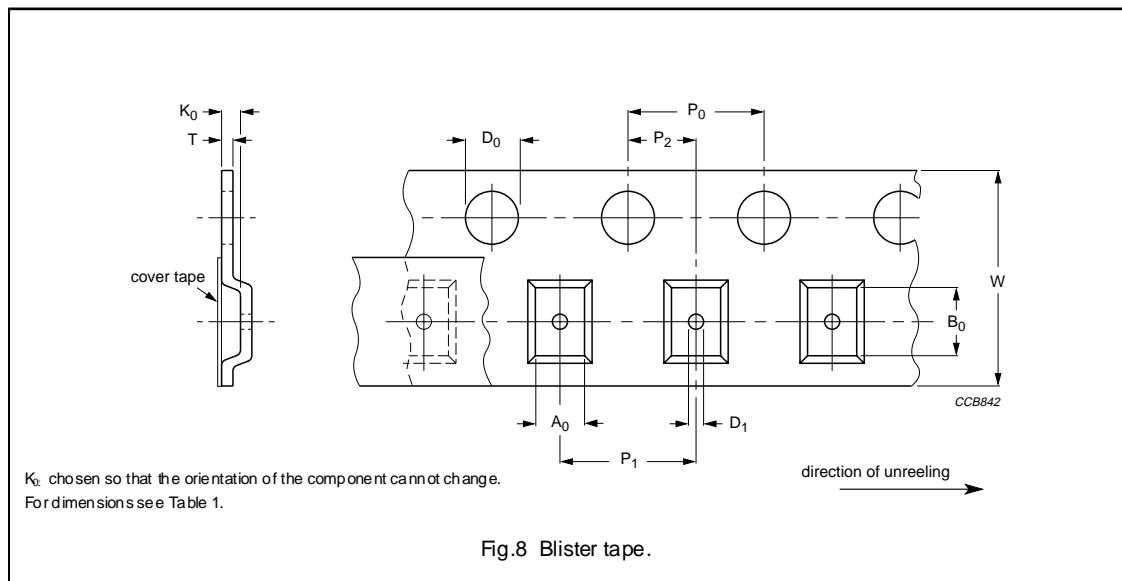 K0
T
D0
P0
P2
cover tape
W
B0
CCB842
A0
D1
P1
K0: chosen so that the orientation of the component cannot change.
For dimensions see Table 1.
direction of unreeling
Fig.8 Blister tape.